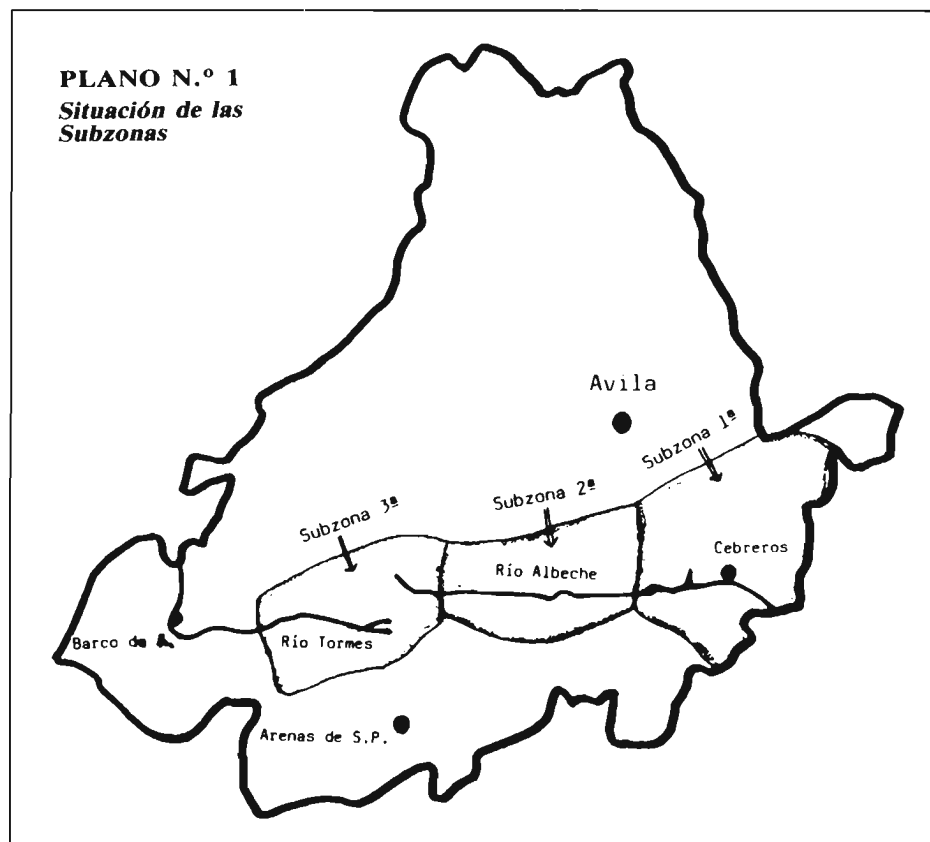 PLANO N.º 1
Situación de las
Subzonas
Avila
Subzona 1ª
Subzona 2ª
Subzona 3ª
Cebreros
Río Albeche
Río Tormes
Barco de
Arenas de S.P.